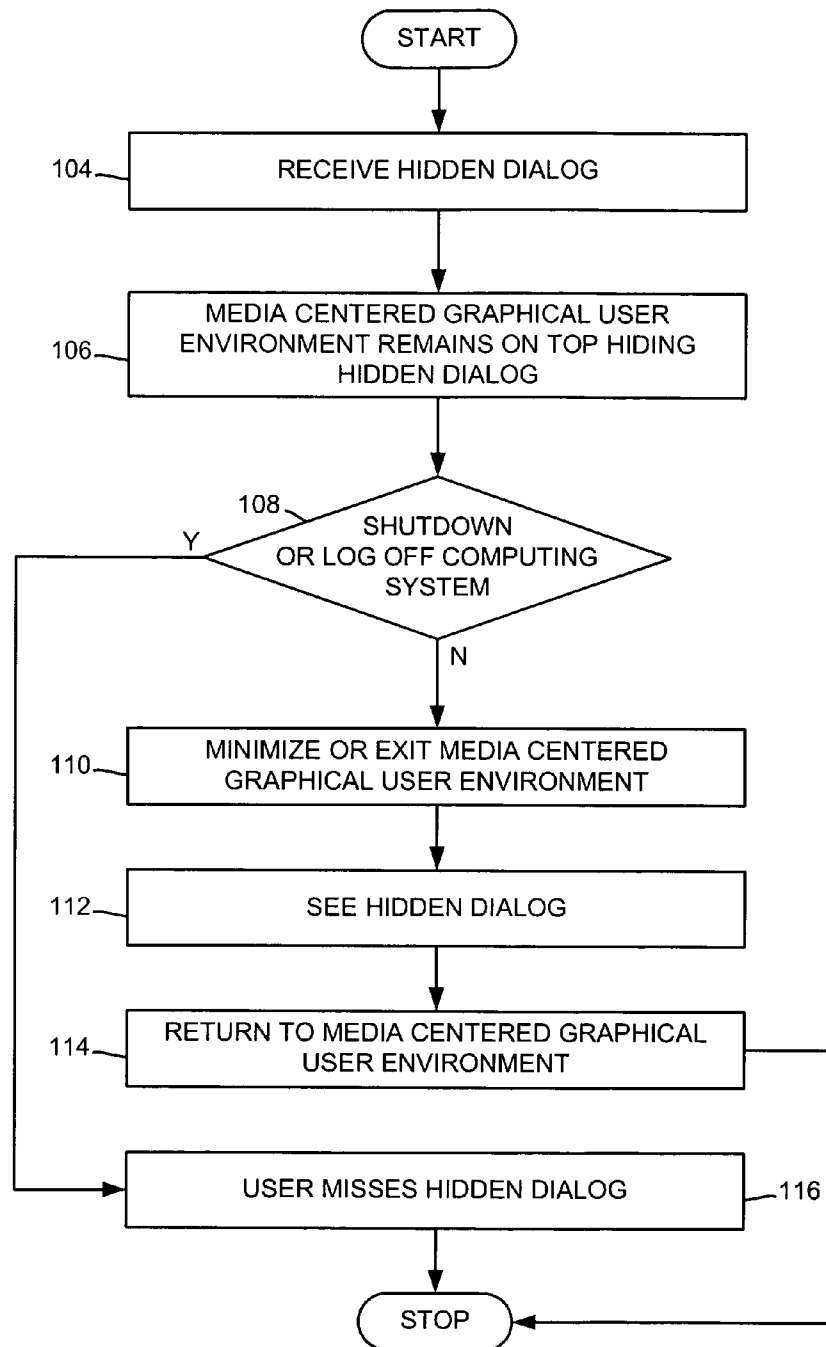 START
104
RECEIVE HIDDEN DIALOG
106
MEDIA CENTERED GRAPHICAL USER
ENVIRONMENT REMAINS ON TOP HIDING
HIDDEN DIALOG
108
Y
SHUTDOWN
OR LOG OFF COMPUTING
SYSTEM
N
110
MINIMIZE OR EXIT MEDIA CENTERED
GRAPHICAL USER ENVIRONMENT
112
SEE HIDDEN DIALOG
114
RETURN TO MEDIA CENTERED GRAPHICAL
USER ENVIRONMENT
USER MISSES HIDDEN DIALOG
116
STOP